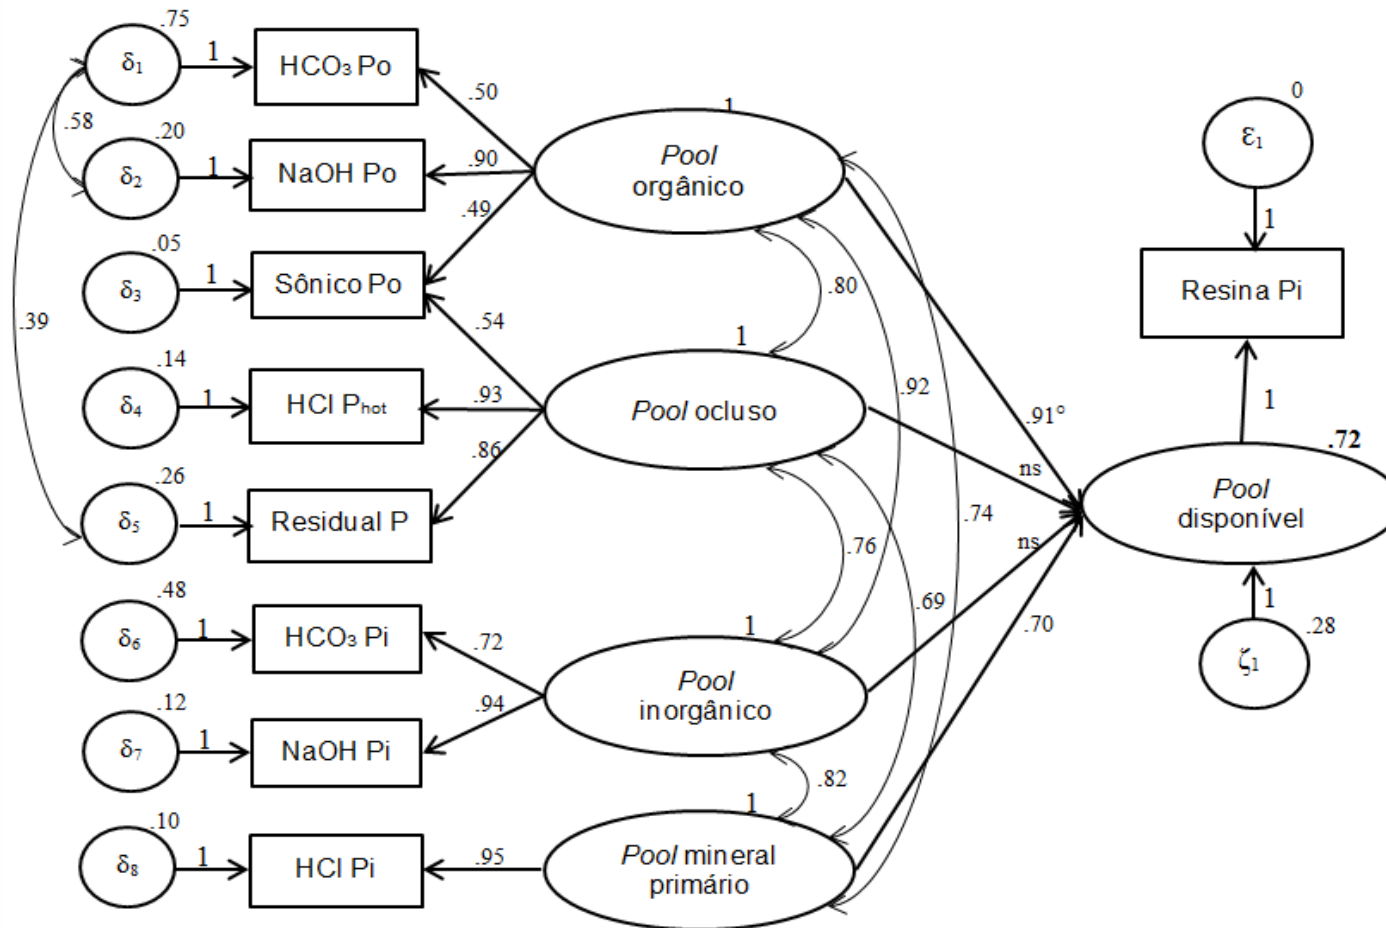 .75
δ1
1
HCO₃ Po
.58
.20
δ2
1
NaOH Po
.05
δ3
1
Sônico Po
.39
.14
δ4
1
HCl Phot
.26
δ5
1
Residual P
.48
δ6
1
HCO₃ Pi
.12
δ7
1
NaOH Pi
.10
δ8
1
HCl Pi
.50
.90
.49
.54
.93
.86
.72
.94
.95
1
Pool
orgânico
1
Pool ocluso
1
Pool
inorgânico
1
Pool mineral
primário
.80
.92
.74
.76
.69
.82
.91°
ns
ns
.70
0
ε1
1
Resina Pi
1
.72
Pool
disponível
1
.28
ζ1